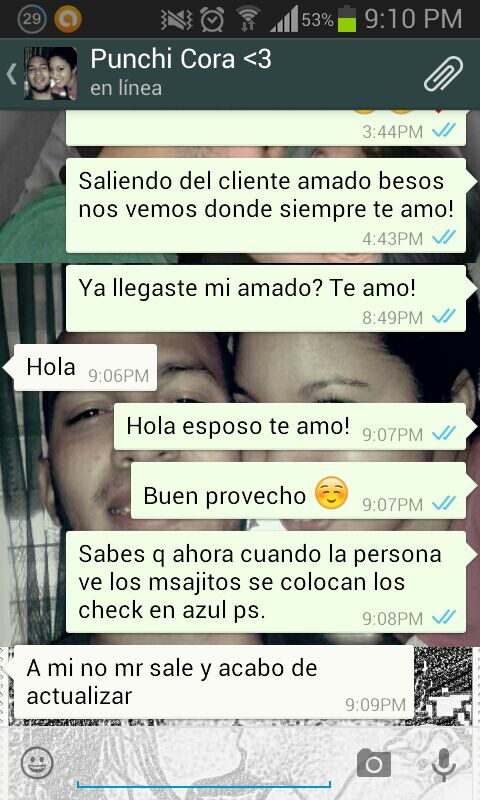 29
53%
9:10 PM
Punchi Cora <3
en línea
3:44PM
Saliendo del cliente amado besos
nos vemos donde siempre te amo!
4:43PM
Ya llegaste mi amado? Te amo!
8:49PM
Hola
9:06PM
Hola esposo te amo!
9:07PM
Buen provecho
9:07PM
Sabes q ahora cuando la persona
ve los msajitos se colocan los
check en azul ps.
9:08PM
A mi no mr sale y acabo de
actualizar
9:09PM